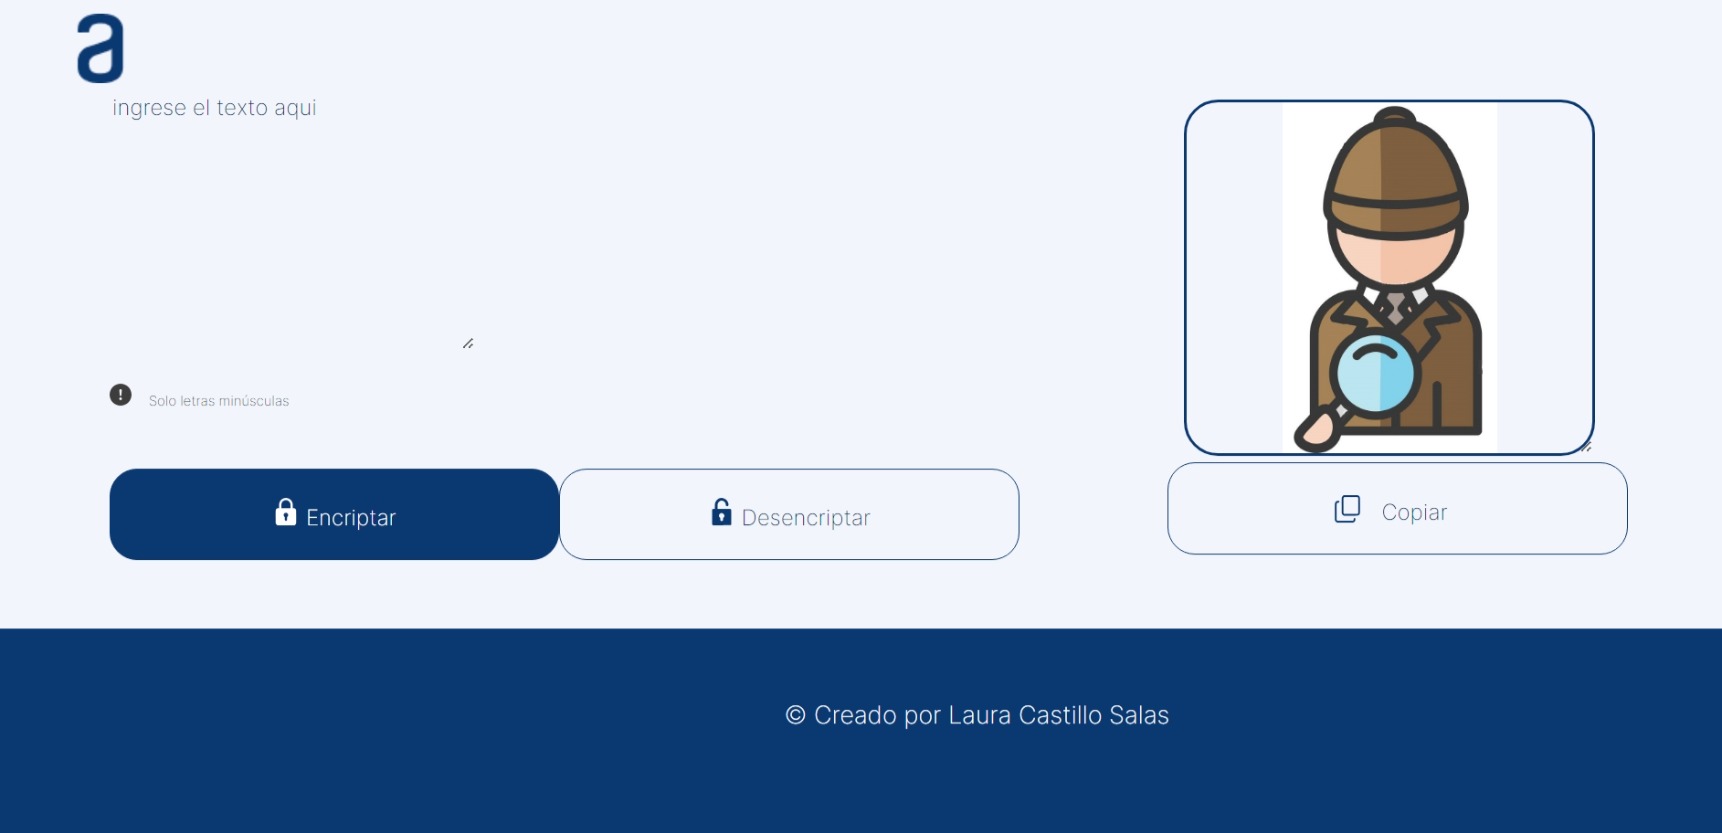 a
ingrese el texto aqui
Solo letras minúsculas
Encriptar
Desencriptar
Copiar
© Creado por Laura Castillo Salas